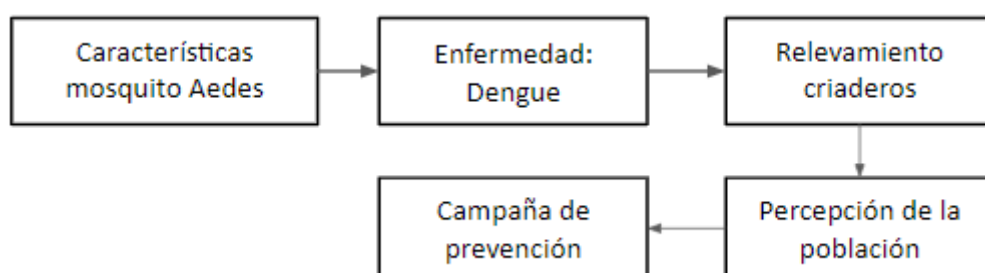 Características
mosquito Aedes
Enfermedad:
Dengue
Relevamiento
criaderos
Percepción de la
población
Campaña de
prevención